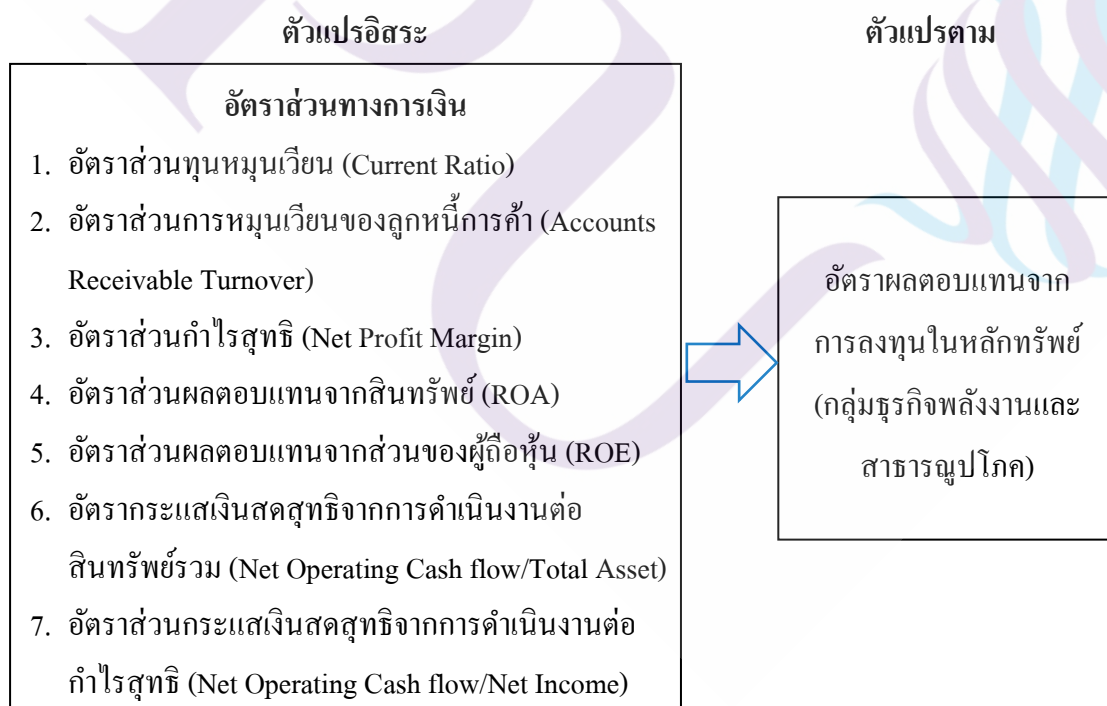 ตัวแปรอิสระ
ตัวแปรตาม
อัตราส่วนทางการเงิน
1. อัตราส่วนทุนหมุนเวียน (Current Ratio)
2. อัตราส่วนการหมุนเวียนของลูกหนี้การค้า (Accounts
Receivable Turnover)
3. อัตราส่วนกำไรสุทธิ (Net Profit Margin)
4. อัตราส่วนผลตอบแทนจากสินทรัพย์ (ROA)
5. อัตราส่วนผลตอบแทนจากส่วนของผู้ถือหุ้น (ROE)
6. อัตรากระแสเงินสดสุทธิจากการดำเนินงานต่อ
สินทรัพย์รวม (Net Operating Cash flow/Total Asset)
7. อัตราส่วนกระแสเงินสดสุทธิจากการดำเนินงานต่อ
กำไรสุทธิ (Net Operating Cash flow/Net Income)
อัตราผลตอบแทนจาก
การลงทุนในหลักทรัพย์
(กลุ่มธุรกิจพลังงานและ
สาธารณูปโภค)